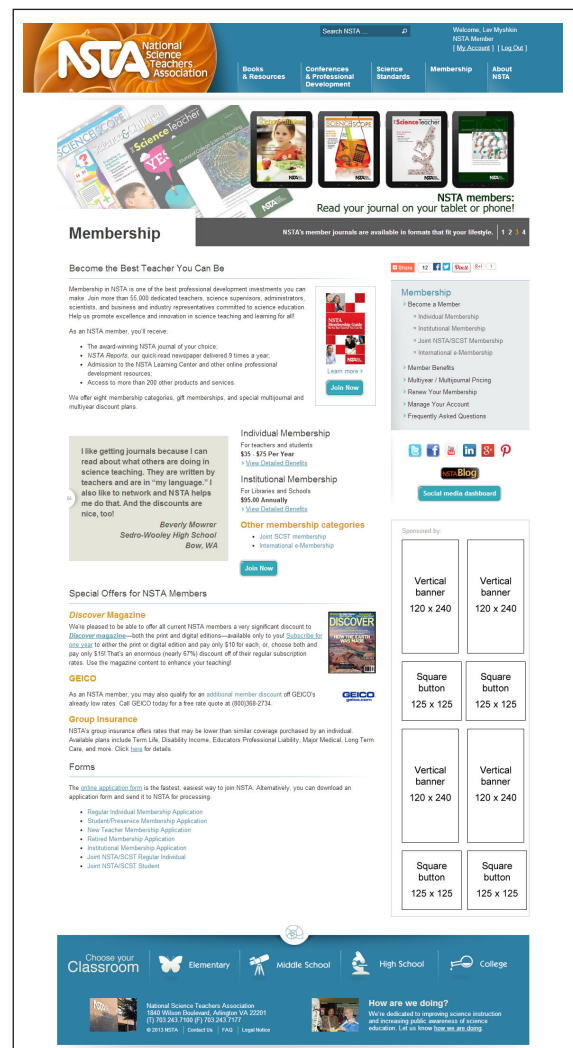 NSTA National
Science
Teachers
Association
Search NSTA ...
Welcome, Lev Myshkin
NSTA Member
[ My Account ] [ Log Out ]
Books
& Resources
Conferences
& Professional
Development
Science
Standards
Membership
About
NSTA
NSTA members:
Read your journal on your tablet or phone!
Membership
NSTA's member journals are available in formats that fit your lifestyle. 1 2 3 4
Become the Best Teacher You Can Be
Membership in NSTA is one of the best professional development investments you can
make. Join more than 55,000 dedicated teachers, science supervisors, administrators,
scientists, and business and industry representatives committed to science education.
Help us promote excellence and innovation in science teaching and learning for all!
As an NSTA member, you'll receive:
• The award-winning NSTA journal of your choice;
• NSTA Reports, our quick-read newspaper delivered 9 times a year;
• Admission to the NSTA Learning Center and other online professional
development resources;
• Access to more than 200 other products and services.
We offer eight membership categories, gift memberships, and special multijournal and
multiyear discount plans.
NSTA
Membership Guide
Learn more >
Join Now
I like getting journals because I can
read about what others are doing in
science teaching. They are written by
teachers and are in “my language.” I
also like to network and NSTA helps
me do that. And the discounts are
nice, too!
Beverly Mowrer
Sedro-Wooley High School
Bow, WA
Individual Membership
For teachers and students
$35 - $75 Per Year
> View Detailed Benefits
Institutional Membership
For Libraries and Schools
$95.00 Annually
> View Detailed Benefits
Other membership categories
• Joint SCST membership
• International e-Membership
Join Now
Special Offers for NSTA Members
Discover Magazine
We're pleased to be able to offer all current NSTA members a very significant discount to
Discover magazine—both the print and digital editions—available only to you! Subscribe for
one year to either the print or digital edition and pay only $10 for each, or, choose both and
pay only $15! That's an enormous (nearly 67%) discount off of their regular subscription
rates. Use the magazine content to enhance your teaching!
DISCOVER
HOW THE EARTH
WAS MADE
GEICO
As an NSTA member, you may also qualify for an additional member discount off GEICO's
already low rates. Call GEICO today for a free rate quote at (800)368-2734.
GEICO
geico.com
Group Insurance
NSTA's group insurance offers rates that may be lower than similar coverage purchased by an individual.
Available plans include Term Life, Disability Income, Educators Professional Liability, Major Medical, Long Term
Care, and more. Click here for details.
Forms
The online application form is the fastest, easiest way to join NSTA. Alternatively, you can download an
application form and send it to NSTA for processing.
• Regular Individual Membership Application
• Student/Preservice Membership Application
• New Teacher Membership Application
• Retired Membership Application
• Institutional Membership Application
• Joint NSTA/SCST Regular Individual
• Joint NSTA/SCST Student
Share 12 Pin it 1
Membership
> Become a Member
Individual Membership
Institutional Membership
Joint NSTA/SCST Membership
International e-Membership
> Member Benefits
> Multiyear / Multijournal Pricing
> Renew Your Membership
> Manage Your Account
> Frequently Asked Questions
NSTA Blog
Social media dashboard
Sponsored by:
Vertical
banner
120 x 240
Vertical
banner
120 x 240
Square
button
125 x 125
Square
button
125 x 125
Vertical
banner
120 x 240
Vertical
banner
120 x 240
Square
button
125 x 125
Square
button
125 x 125
Choose your
Classroom
Elementary
Middle School
High School
College
National Science Teachers Association
1840 Wilson Boulevard, Arlington VA 22201
(T) 703.243.7100 (F) 703.243.7177
© 2013 NSTA | Contact Us | FAQ | Legal Notice
How are we doing?
We're dedicated to improving science instruction
and increasing public awareness of science
education. Let us know how we are doing